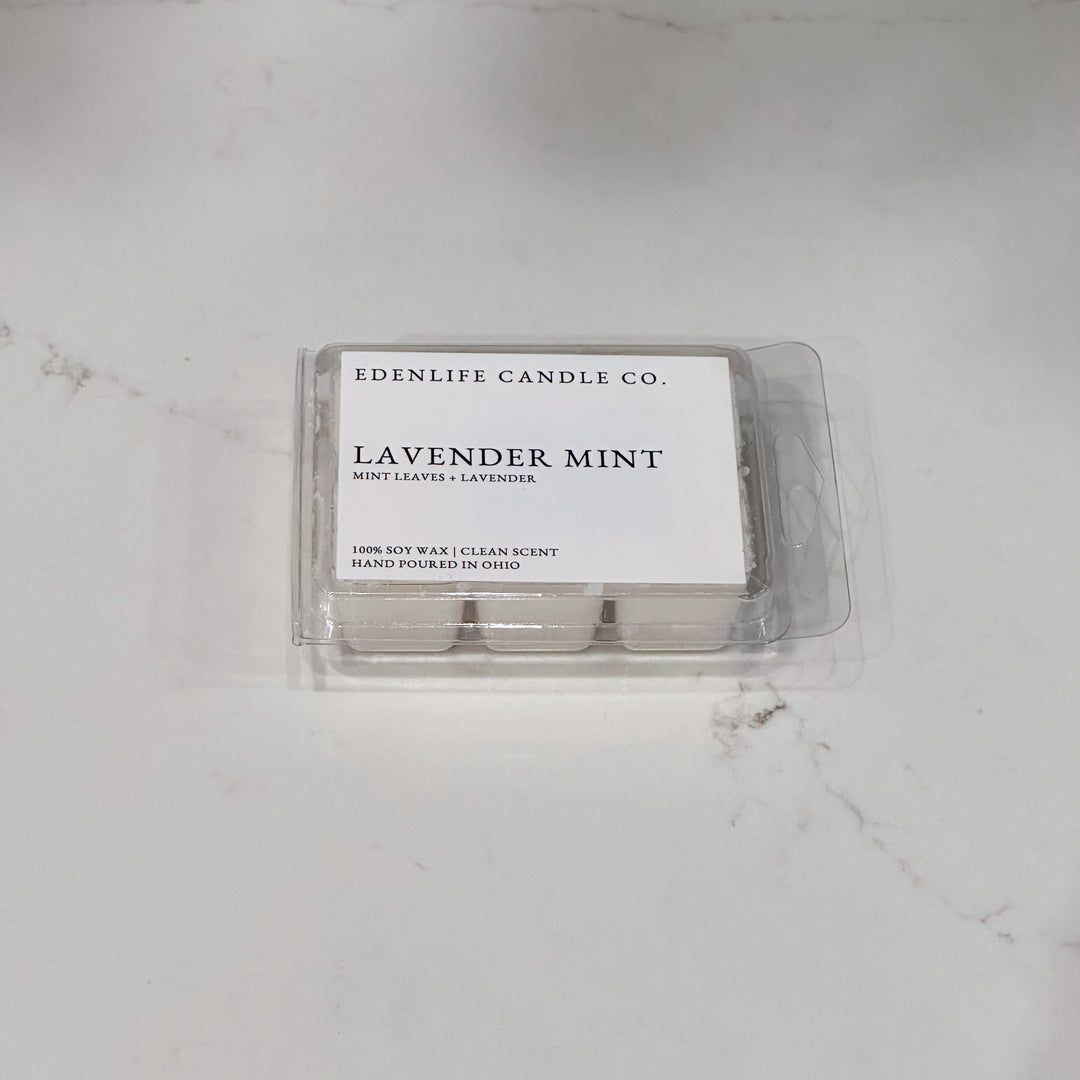 EDENLIFE CANDLE CO.
LAVENDER MINT
MINT LEAVES + LAVENDER
100% SOY WAX | CLEAN SCENT
HAND POURED IN OHIO